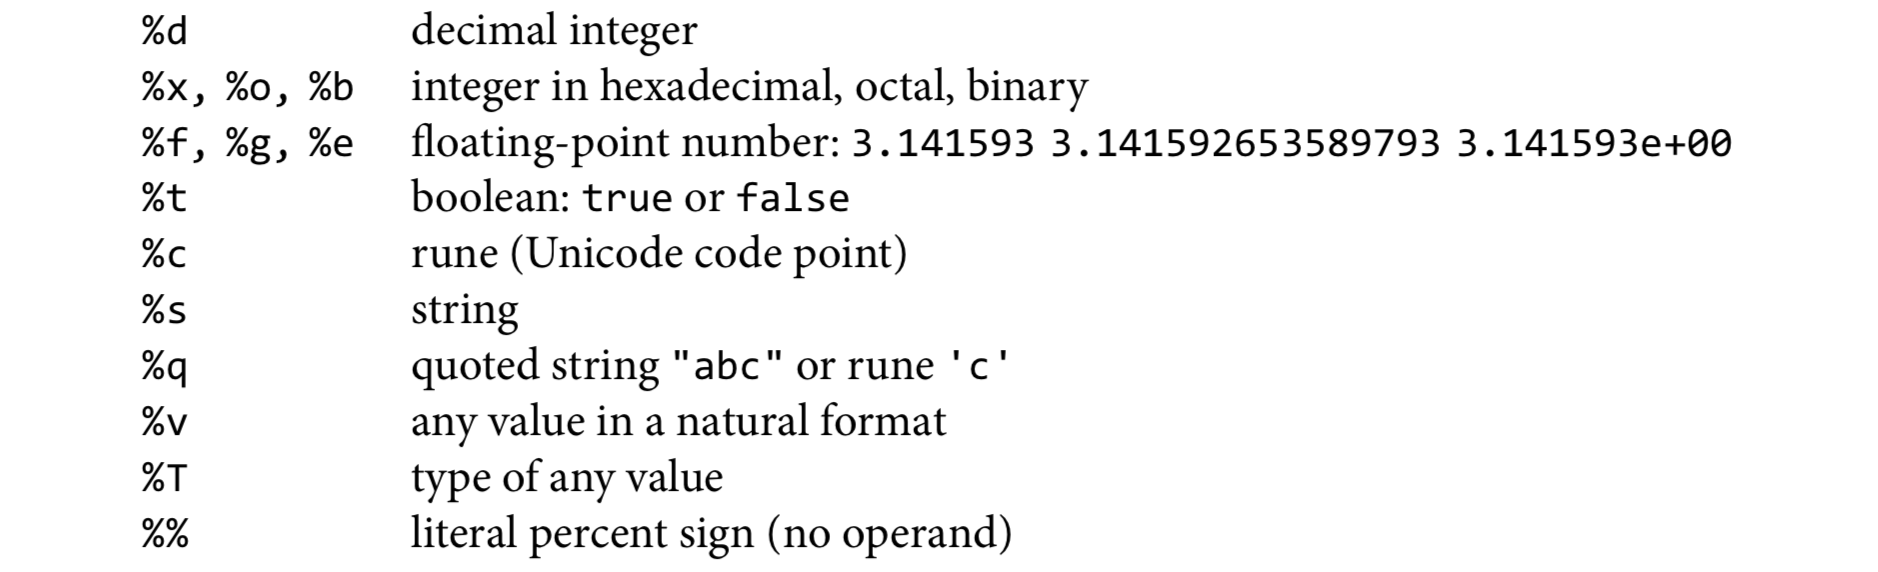 %d decimal integer
%x, %o, %b integer in hexadecimal, octal, binary
%f, %g, %e floating-point number: 3.141593 3.141592653589793 3.141593e+00
%t boolean: true or false
%c rune (Unicode code point)
%s string
%q quoted string "abc" or rune 'c'
%v any value in a natural format
%T type of any value
%% literal percent sign (no operand)